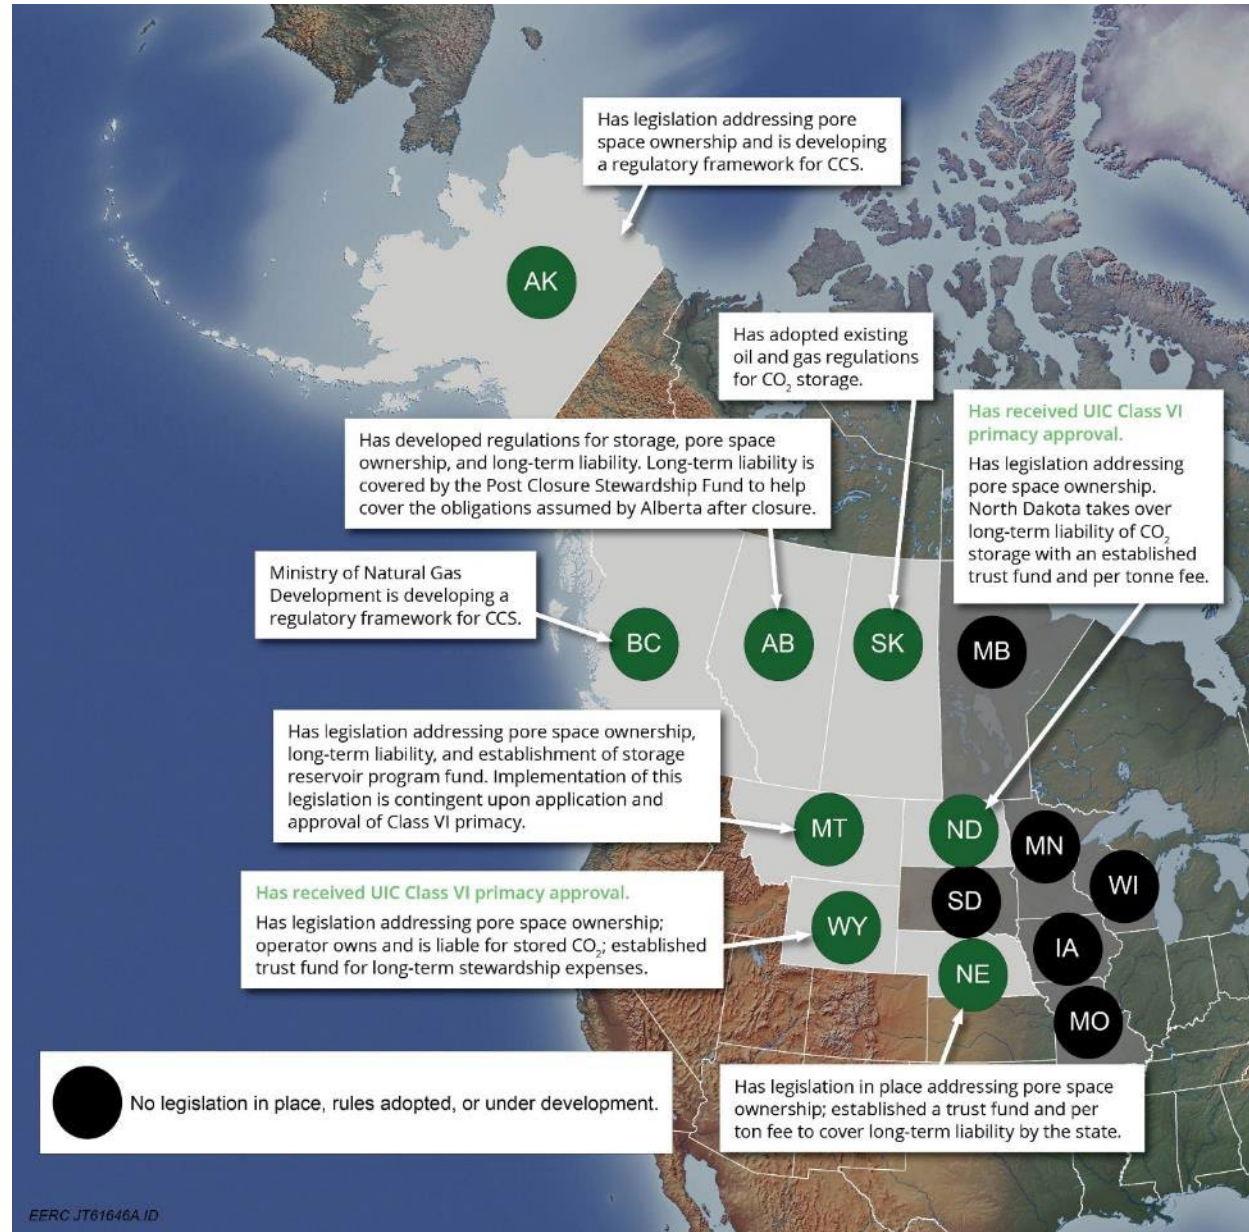 Has legislation addressing pore
space ownership and is developing
a regulatory framework for CCS.
AK
Has adopted existing
oil and gas regulations
for CO₂ storage.
Has received UIC Class VI
primacy approval.
Has legislation addressing
pore space ownership.
North Dakota takes over
long-term liability of CO₂
storage with an established
trust fund and per tonne fee.
Has developed regulations for storage, pore space
ownership, and long-term liability. Long-term liability is
covered by the Post Closure Stewardship Fund to help
cover the obligations assumed by Alberta after closure.
Ministry of Natural Gas
Development is developing a
regulatory framework for CCS.
BC
AB
SK
MB
Has legislation addressing pore space ownership,
long-term liability, and establishment of storage
reservoir program fund. Implementation of this
legislation is contingent upon application and
approval of Class VI primacy.
MT
ND
MN
WI
Has received UIC Class VI primacy approval.
Has legislation addressing pore space ownership;
operator owns and is liable for stored CO₂; established
trust fund for long-term stewardship expenses.
WY
SD
IA
NE
MO
Has legislation in place addressing pore space
ownership; established a trust fund and per
ton fee to cover long-term liability by the state.
No legislation in place, rules adopted, or under development.
EERC JT61646A.ID